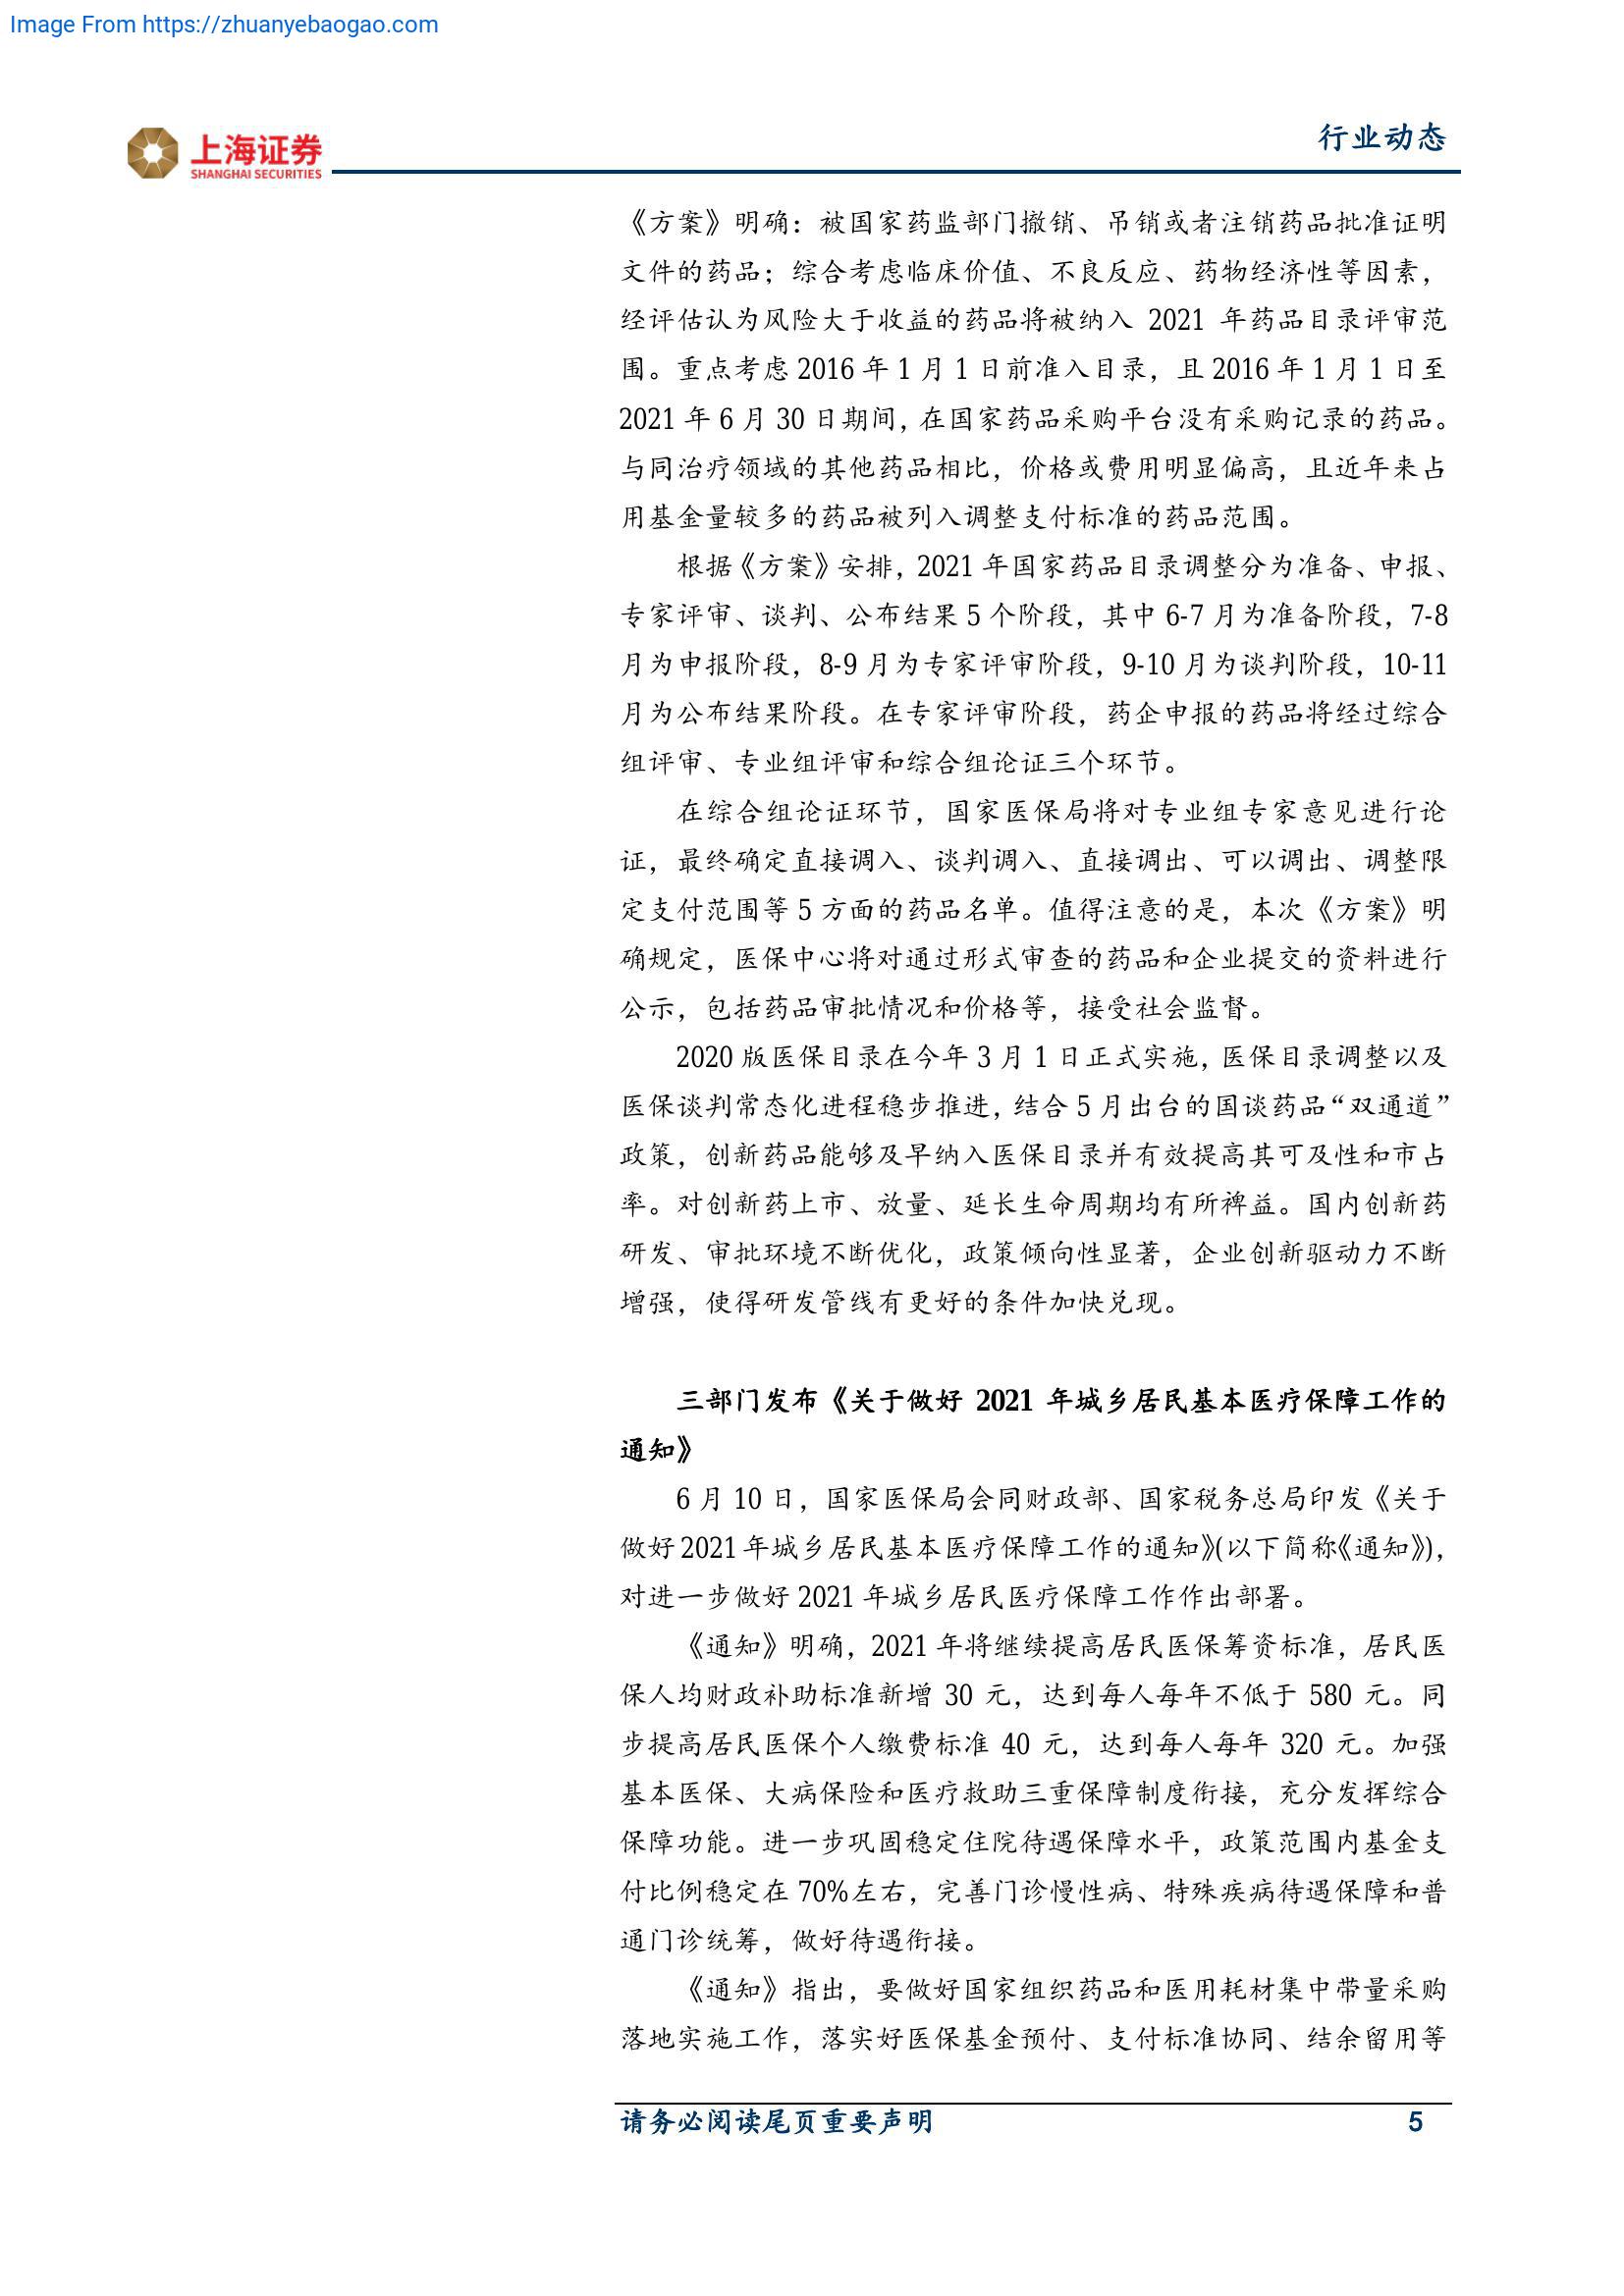 Image From https://zhuanyebaogao.com
上海证券
SHANGHAI SECURITIES
行业动态
《方案》明确：被国家药监部门撤销、吊销或者注销药品批准证明
文件的药品；综合考虑临床价值、不良反应、药物经济性等因素，
经评估认为风险大于收益的药品将被纳入 2021 年药品目录评审范
围。重点考虑 2016 年 1 月 1 日前准入目录，且 2016 年 1 月 1 日至
2021 年 6 月 30 日期间，在国家药品采购平台没有采购记录的药品。
与同治疗领域的其他药品相比，价格或费用明显偏高，且近年来占
用基金量较多的药品被列入调整支付标准的药品范围。
根据《方案》安排，2021 年国家药品目录调整分为准备、申报、
专家评审、谈判、公布结果 5 个阶段，其中 6-7 月为准备阶段，7-8
月为申报阶段，8-9 月为专家评审阶段，9-10 月为谈判阶段，10-11
月为公布结果阶段。在专家评审阶段，药企申报的药品将经过综合
组评审、专业组评审和综合组论证三个环节。
在综合组论证环节，国家医保局将对专业组专家意见进行论
证，最终确定直接调入、谈判调入、直接调出、可以调出、调整限
定支付范围等 5 方面的药品名单。值得注意的是，本次《方案》明
确规定，医保中心将对通过形式审查的药品和企业提交的资料进行
公示，包括药品审批情况和价格等，接受社会监督。
2020 版医保目录在今年 3 月 1 日正式实施，医保目录调整以及
医保谈判常态化进程稳步推进，结合 5 月出台的国谈药品“双通道”
政策，创新药品能够及早纳入医保目录并有效提高其可及性和市占
率。对创新药上市、放量、延长生命周期均有所裨益。国内创新药
研发、审批环境不断优化，政策倾向性显著，企业创新驱动力不断
增强，使得研发管线有更好的条件加快兑现。
三部门发布《关于做好 2021 年城乡居民基本医疗保障工作的
通知》
6 月 10 日，国家医保局会同财政部、国家税务总局印发《关于
做好 2021 年城乡居民基本医疗保障工作的通知》(以下简称《通知》)，
对进一步做好 2021 年城乡居民医疗保障工作作出部署。
《通知》明确，2021 年将继续提高居民医保筹资标准，居民医
保人均财政补助标准新增 30 元，达到每人每年不低于 580 元。同
步提高居民医保个人缴费标准 40 元，达到每人每年 320 元。加强
基本医保、大病保险和医疗救助三重保障制度衔接，充分发挥综合
保障功能。进一步巩固稳定住院待遇保障水平，政策范围内基金支
付比例稳定在 70%左右，完善门诊慢性病、特殊疾病待遇保障和普
通门诊统筹，做好待遇衔接。
《通知》指出，要做好国家组织药品和医用耗材集中带量采购
落地实施工作，落实好医保基金预付、支付标准协同、结余留用等
请务必阅读尾页重要声明
5